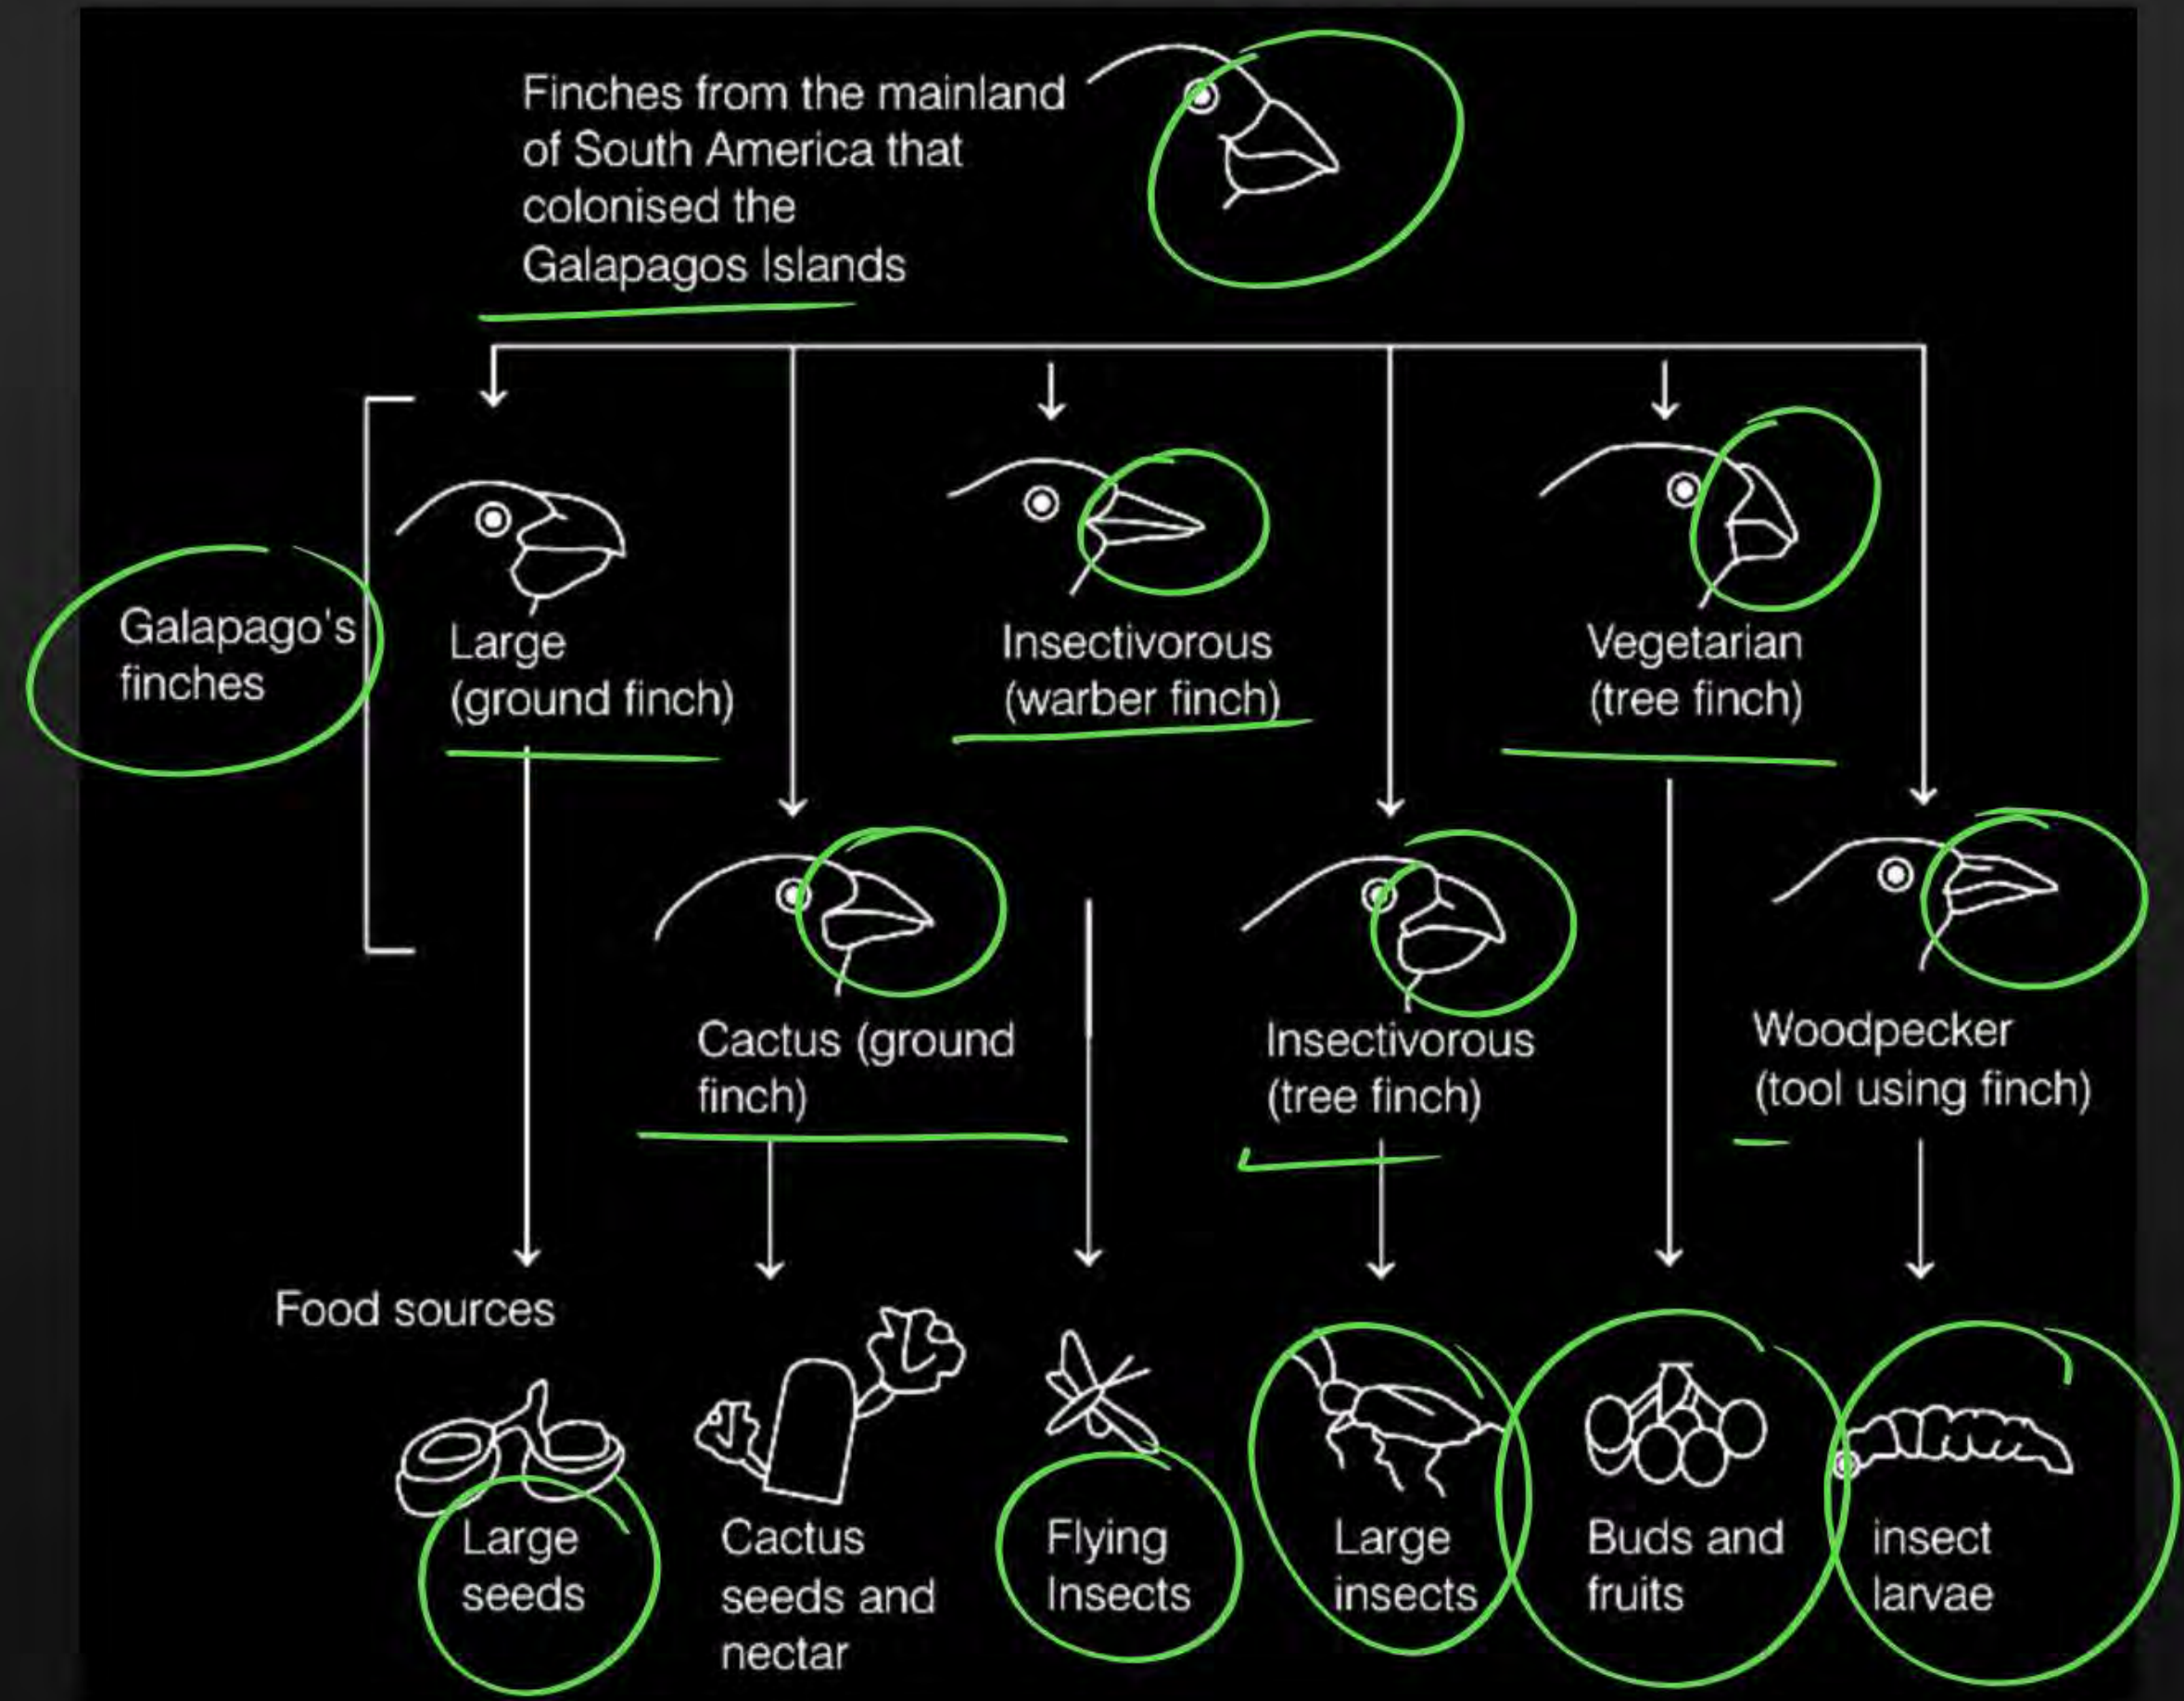 Finches from the mainland
of South America that
colonised the
Galapagos Islands
Galapago's
finches
Large
(ground finch)
Insectivorous
(warber finch)
Vegetarian
(tree finch)
Cactus (ground
finch)
Insectivorous
(tree finch)
Woodpecker
(tool using finch)
Food sources
Large
seeds
Cactus
seeds and
nectar
Flying
Insects
Large
insects
Buds and
fruits
insect
larvae